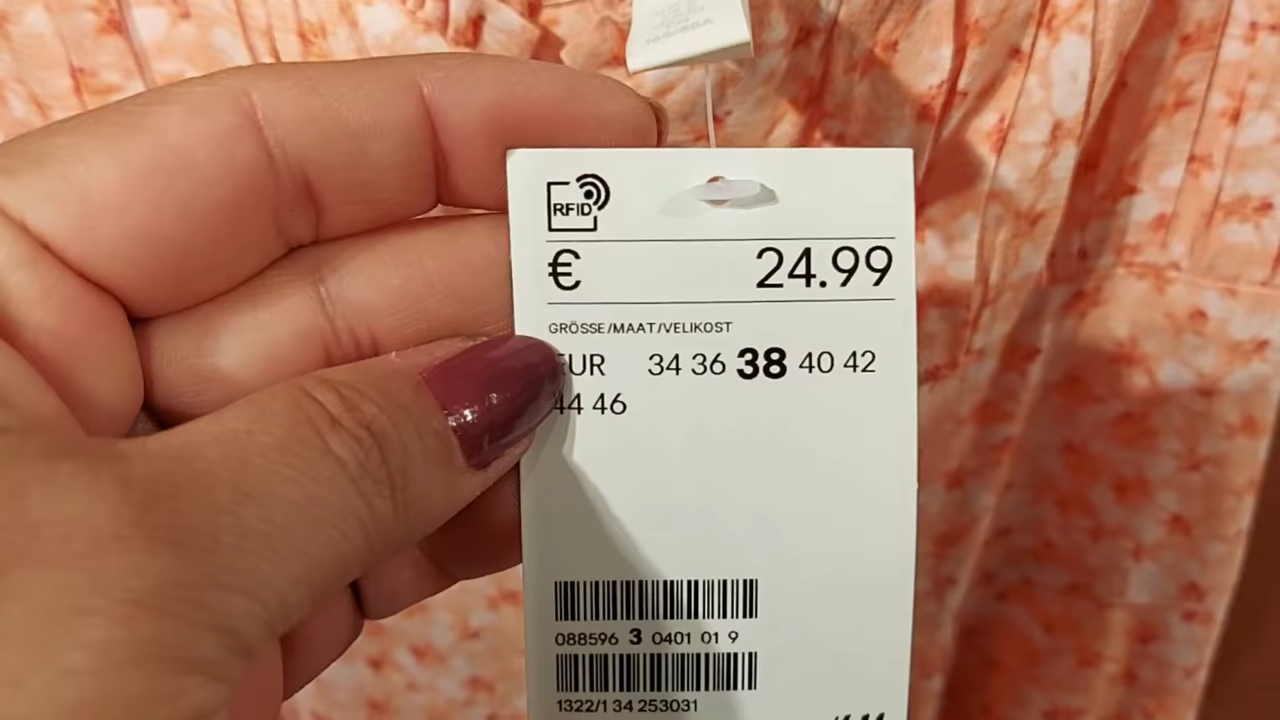 RFID
€ 24.99
GRÖSSE/MAAT/VELIKOST
EUR 34 36 38 40 42
44 46
088596 3 0401 01 9
1322/1 34 253031